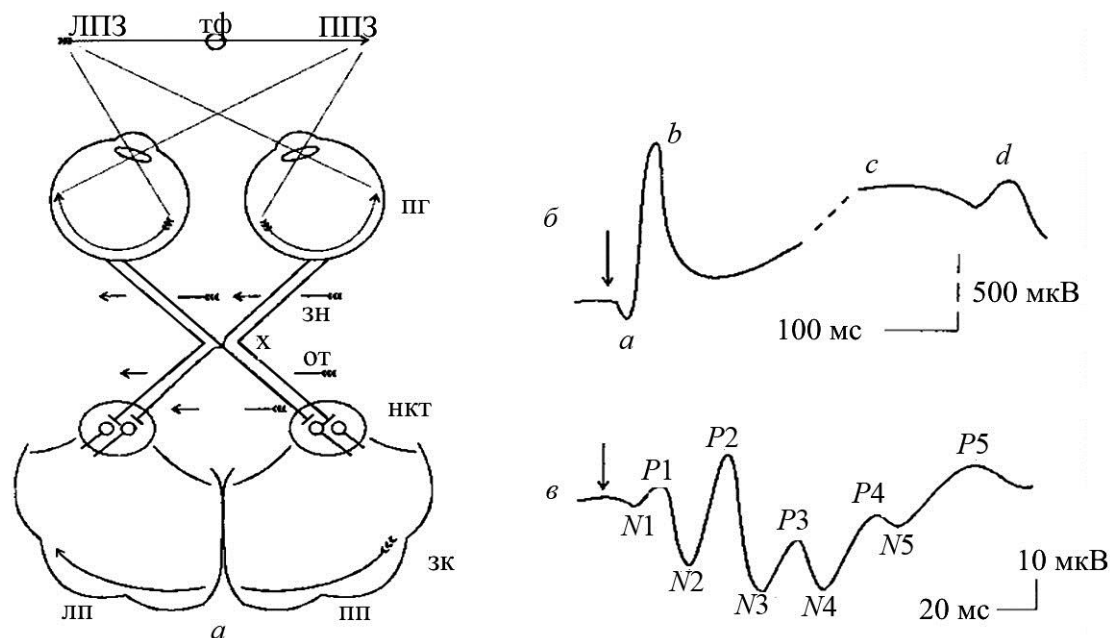 ЛПЗ тф ППЗ
пг
зн
х
от
нкт
зк
лп пп
а
б
a
b
c
d
500 мкВ
100 мс
в
N1
P1
N2
P2
N3
P3
N4
P4
N5
P5
10 мкВ
20 мс